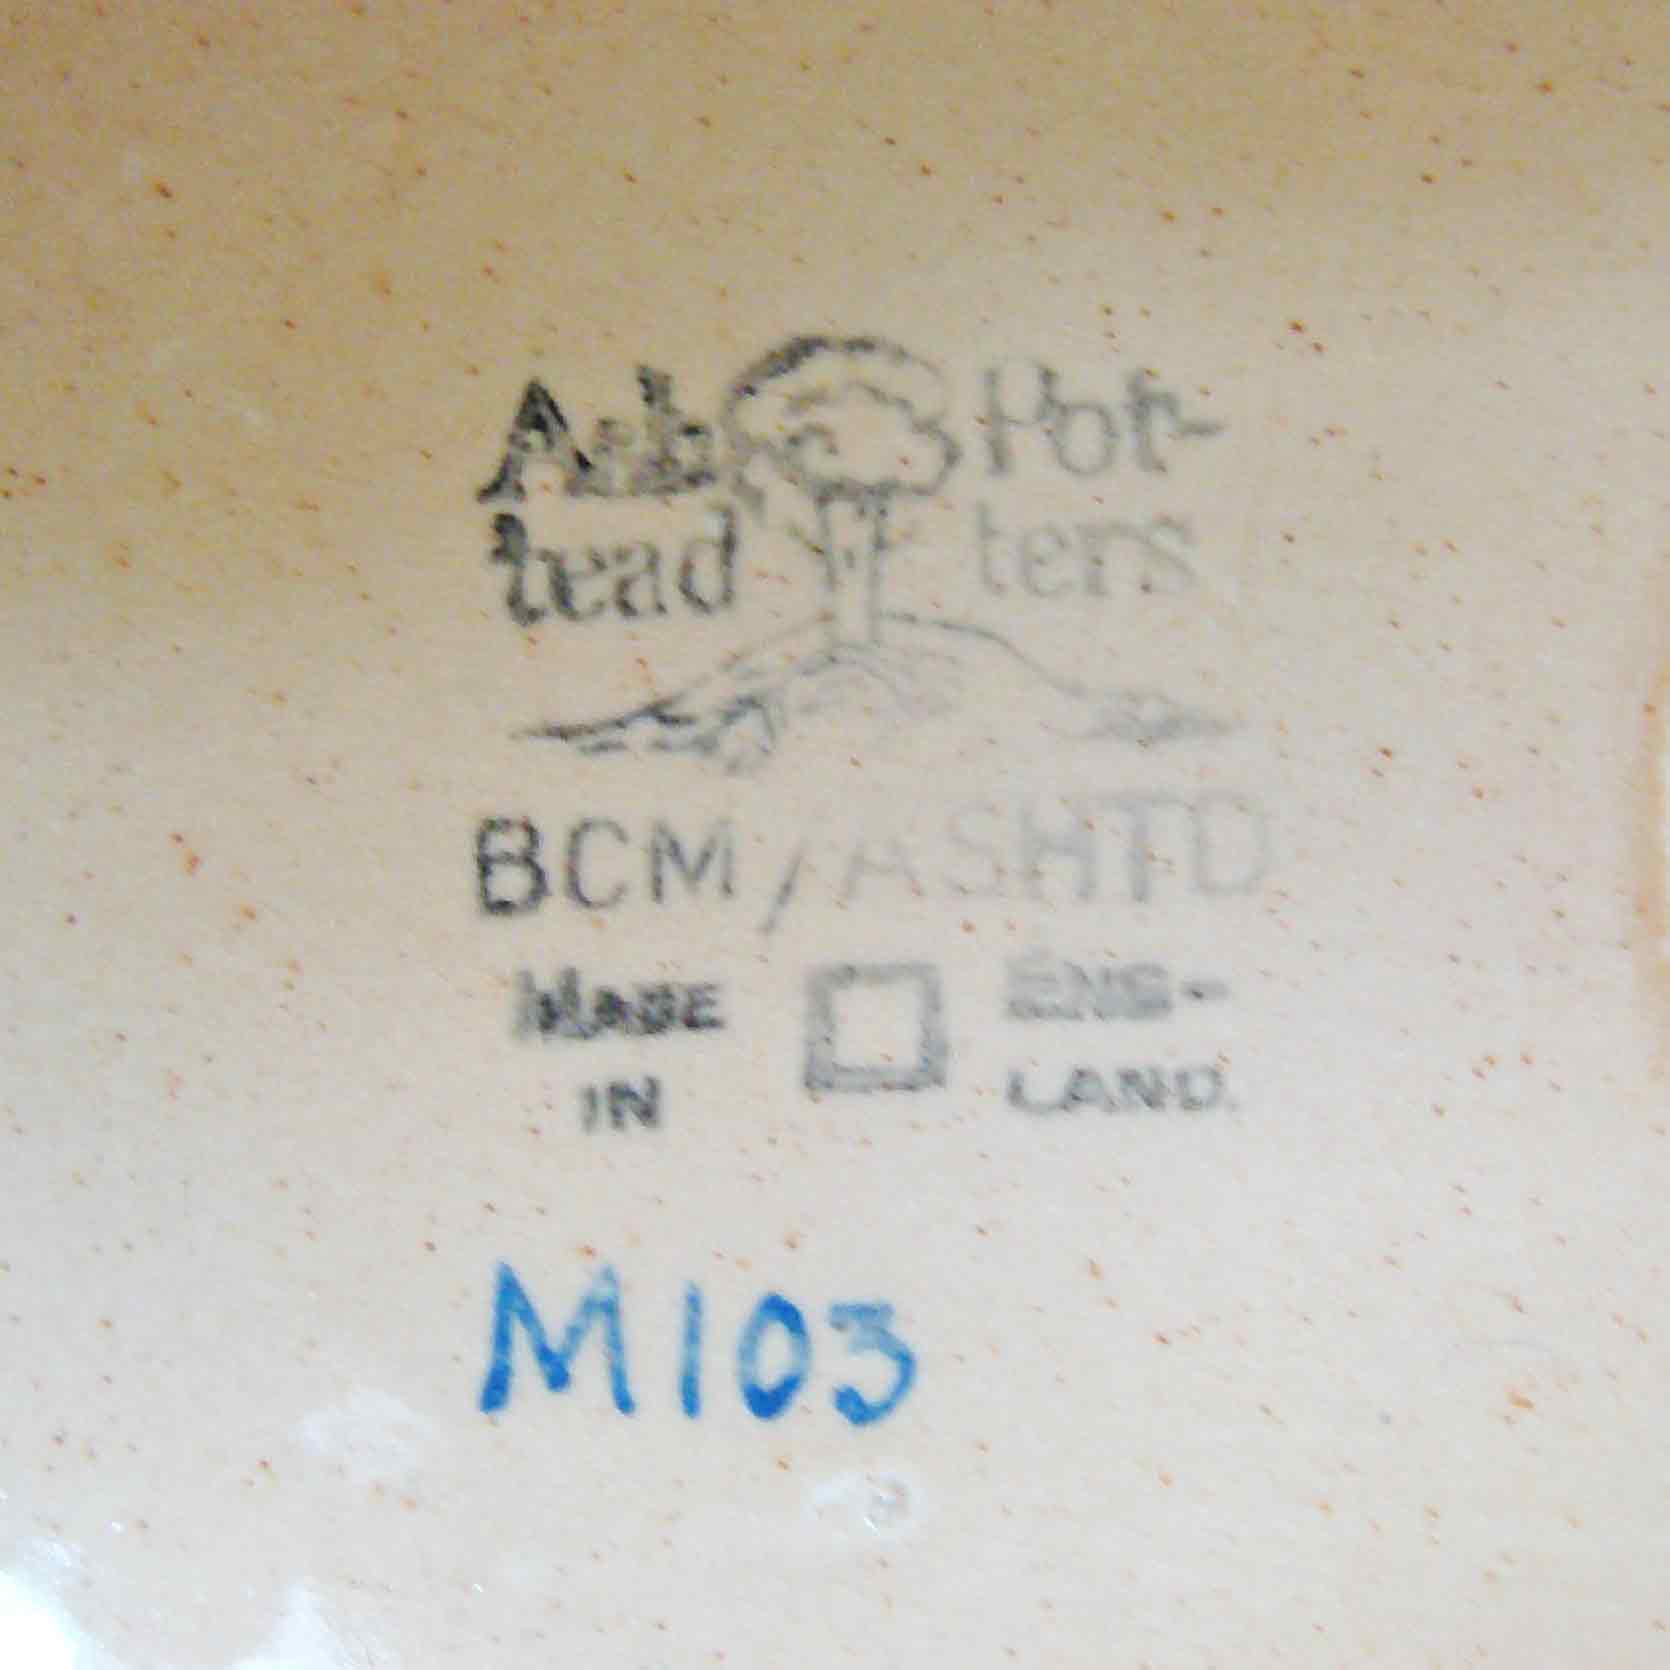 Ash Pot-
tead ters
BCM/ASHTD
MADE ENG-
IN LAND.
M103